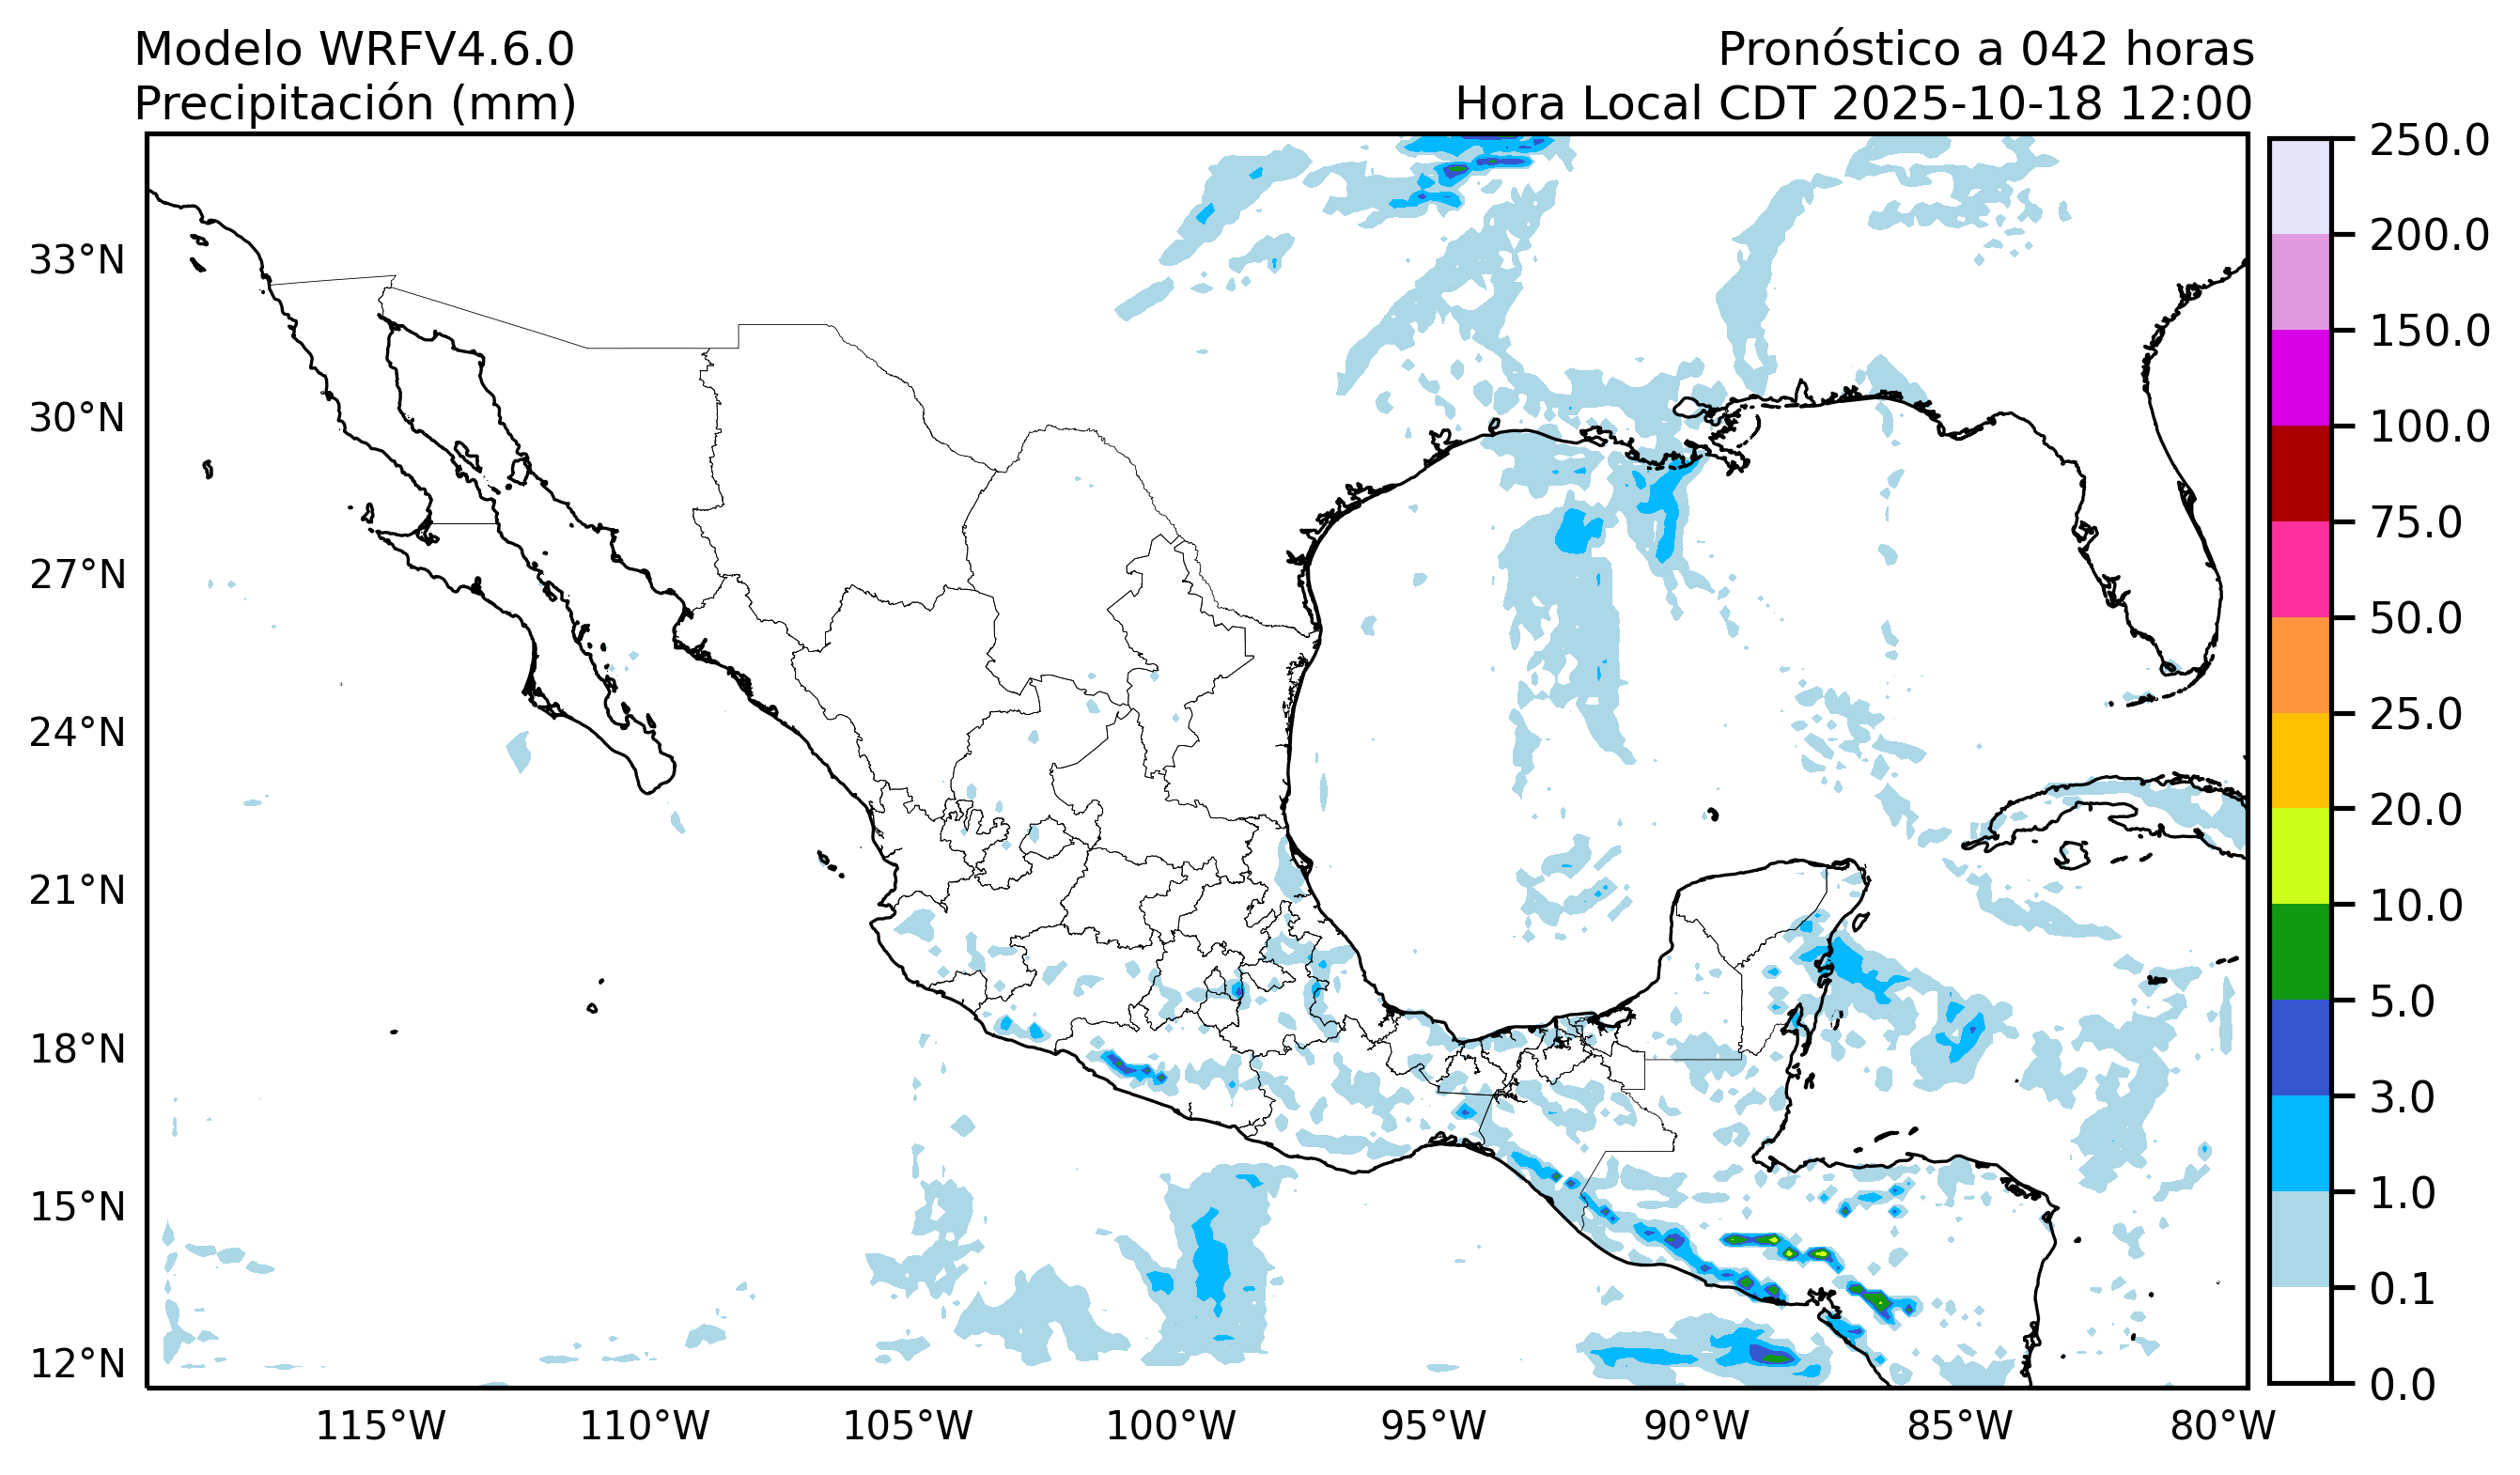 Modelo WRFV4.6.0
Precipitación (mm)
Pronóstico a 042 horas
Hora Local CDT 2025-10-18 12:00
33°N
30°N
27°N
24°N
21°N
18°N
15°N
12°N
115°W
110°W
105°W
100°W
95°W
90°W
85°W
80°W
250.0
200.0
150.0
100.0
75.0
50.0
25.0
20.0
10.0
5.0
3.0
1.0
0.1
0.0